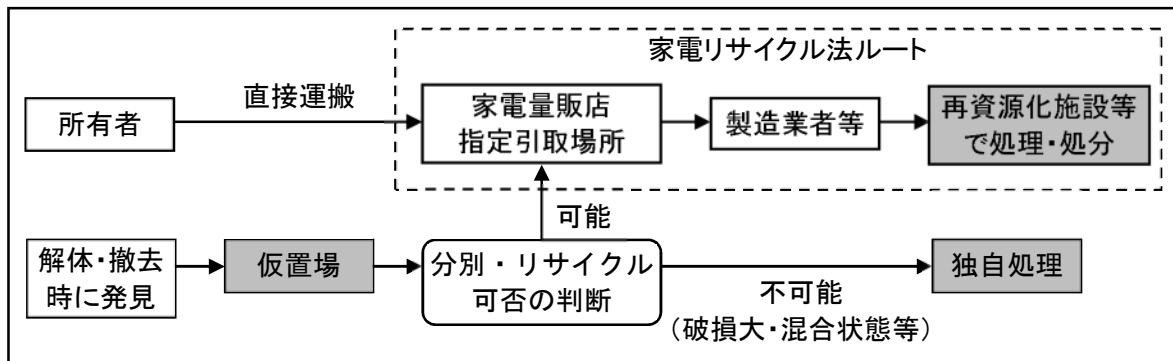 家電リサイクル法ルート
所有者
直接運搬
家電量販店
指定引取場所
製造業者等
再資源化施設等
で処理・処分
可能
解体・撤去
時に発見
仮置場
分別・リサイクル
可否の判断
不可能
（破損大・混合状態等）
独自処理